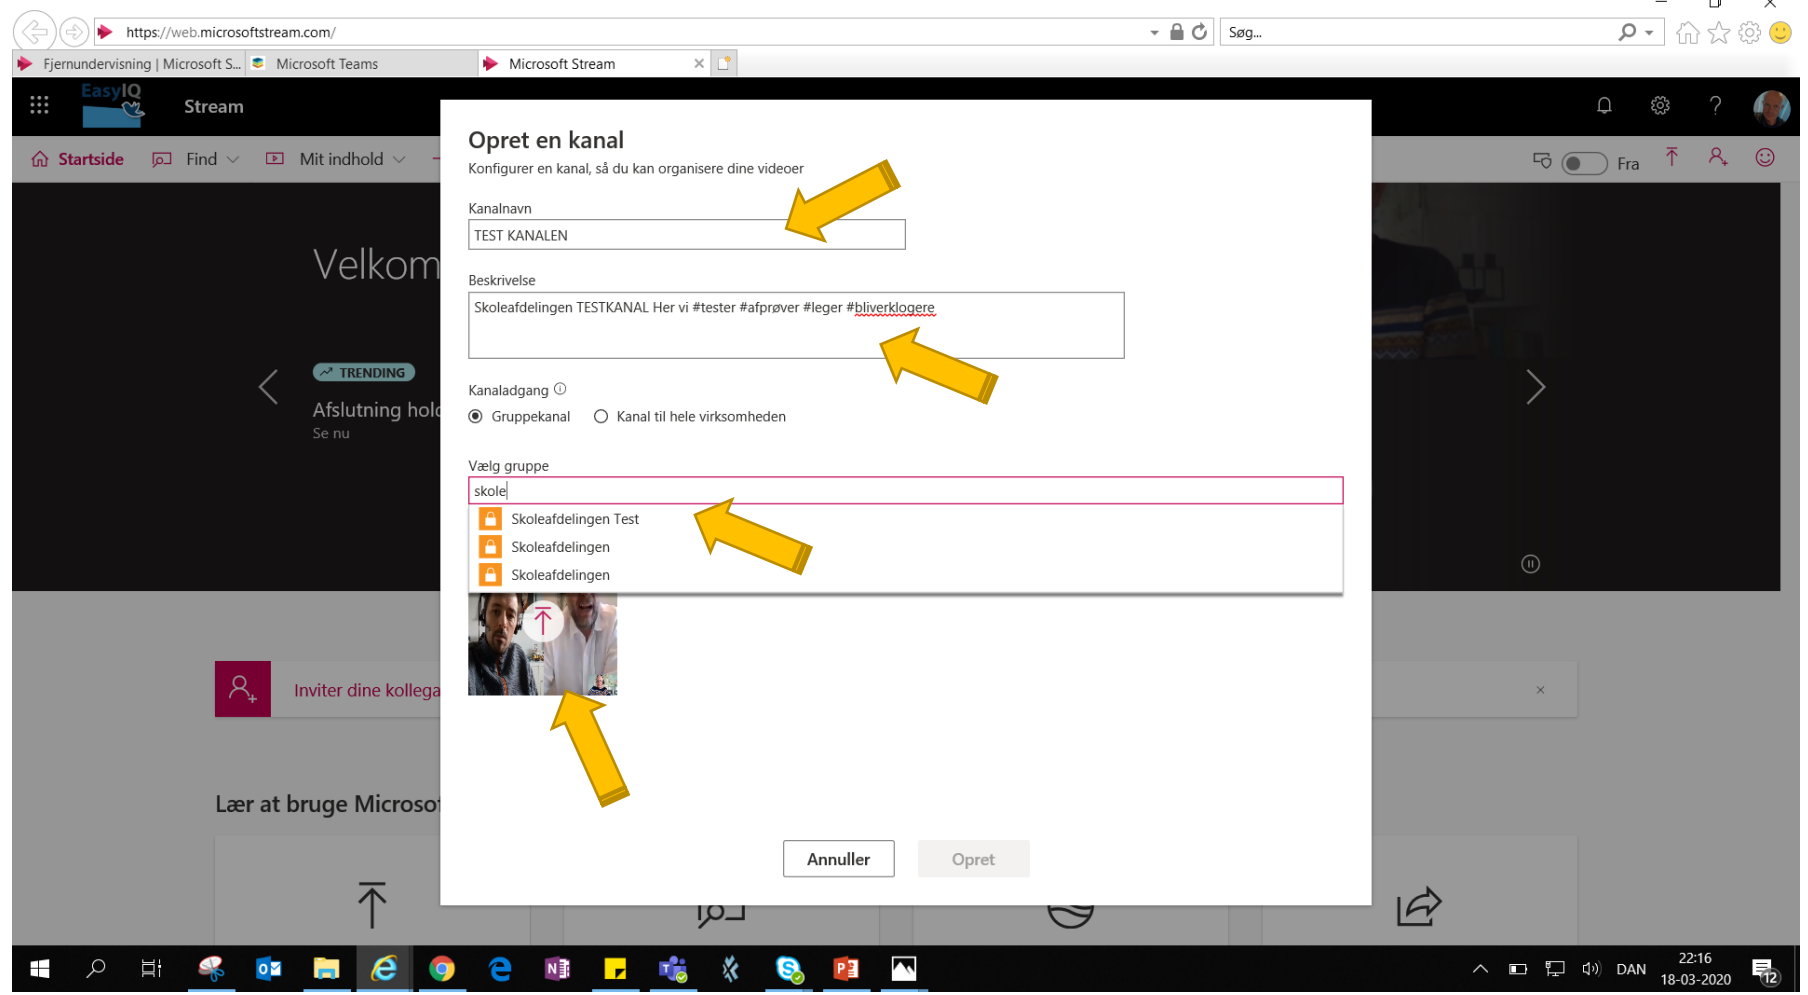 https://web.microsoftstream.com/
Søg...
Fjernundervisning | Microsoft S...
Microsoft Teams
Microsoft Stream
EasyIQ
Stream
Startside
Find
Mit indhold
Fra
Opret en kanal
Konfigurer en kanal, så du kan organisere dine videoer
Kanalnavn
TEST KANALEN
Beskrivelse
Skoleafdelingen TESTKANAL Her vi #tester #afprøver #leger #bliverklogere
Kanaladgang
Gruppekanal
Kanal til hele virksomheden
Vælg gruppe
skole
Skoleafdelingen Test
Skoleafdelingen
Skoleafdelingen
Velkom
TRENDING
Afslutning hold
Se nu
Inviter dine kollega
Lær at bruge Microsof
Annuller
Opret
DAN
22:16
18-03-2020
12